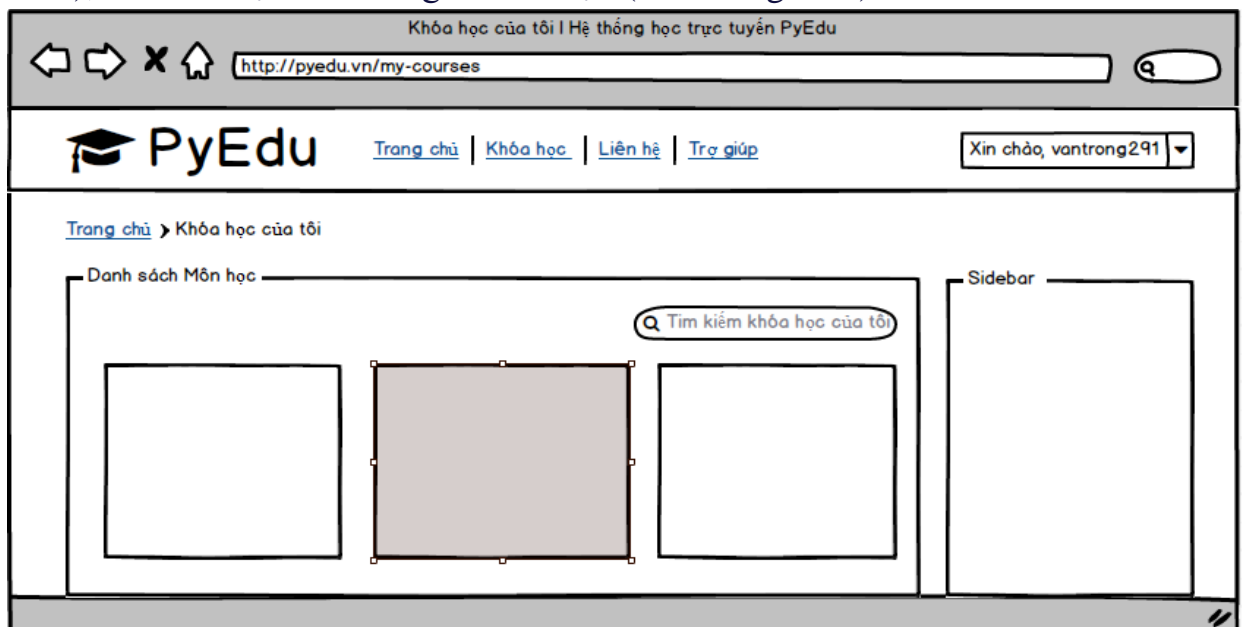 Khóa học của tôi I Hệ thống học trực tuyến PyEdu
http://pyedu.vn/my-courses
PyEdu Trang chủ Khóa học Liên hệ Trợ giúp Xin chào, vantrong291
Trang chủ Khóa học của tôi
Danh sách Môn học Sidebar
Tìm kiếm khóa học của tôi